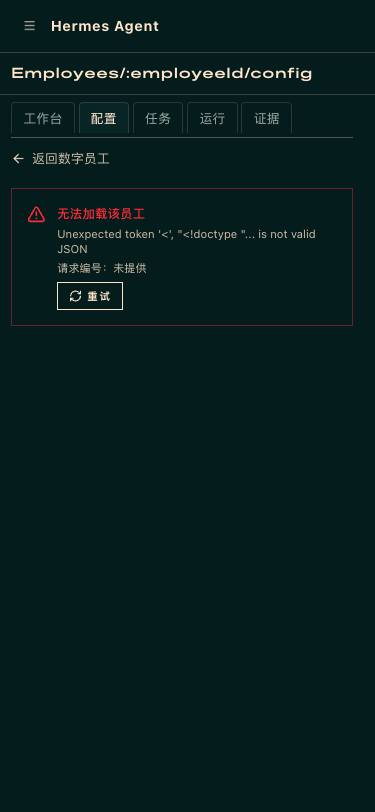 Hermes Agent
Employees/:employeeId/config
工作台 配置 任务 运行 证据
返回数字员工
无法加载该员工
Unexpected token '<', "<!doctype "... is not valid
JSON
请求编号：未提供
重试